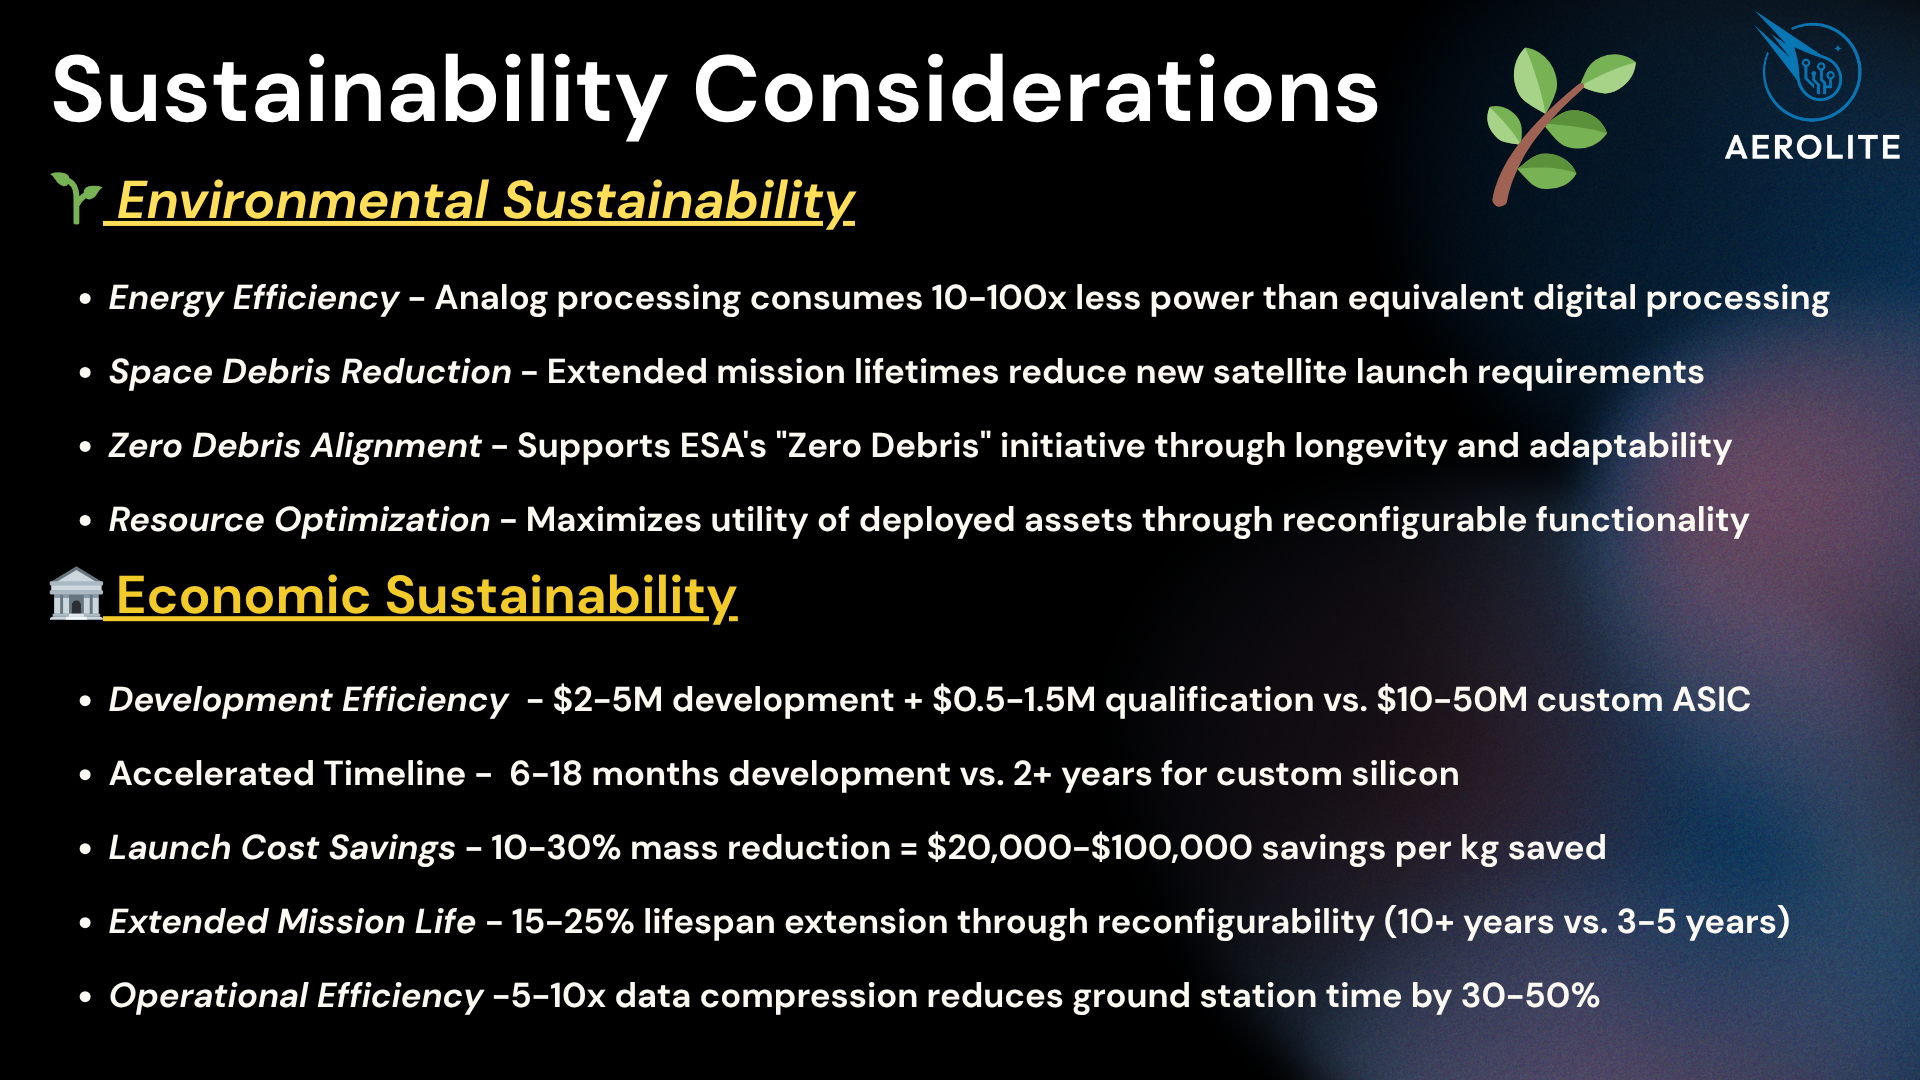 Sustainability Considerations
AEROLITE
Environmental Sustainability
• Energy Efficiency - Analog processing consumes 10-100x less power than equivalent digital processing
• Space Debris Reduction - Extended mission lifetimes reduce new satellite launch requirements
• Zero Debris Alignment - Supports ESA's "Zero Debris" initiative through longevity and adaptability
• Resource Optimization - Maximizes utility of deployed assets through reconfigurable functionality
Economic Sustainability
• Development Efficiency  - $2-5M development + $0.5-1.5M qualification vs. $10-50M custom ASIC
• Accelerated Timeline -  6-18 months development vs. 2+ years for custom silicon
• Launch Cost Savings - 10-30% mass reduction = $20,000-$100,000 savings per kg saved
• Extended Mission Life - 15-25% lifespan extension through reconfigurability (10+ years vs. 3-5 years)
• Operational Efficiency -5-10x data compression reduces ground station time by 30-50%